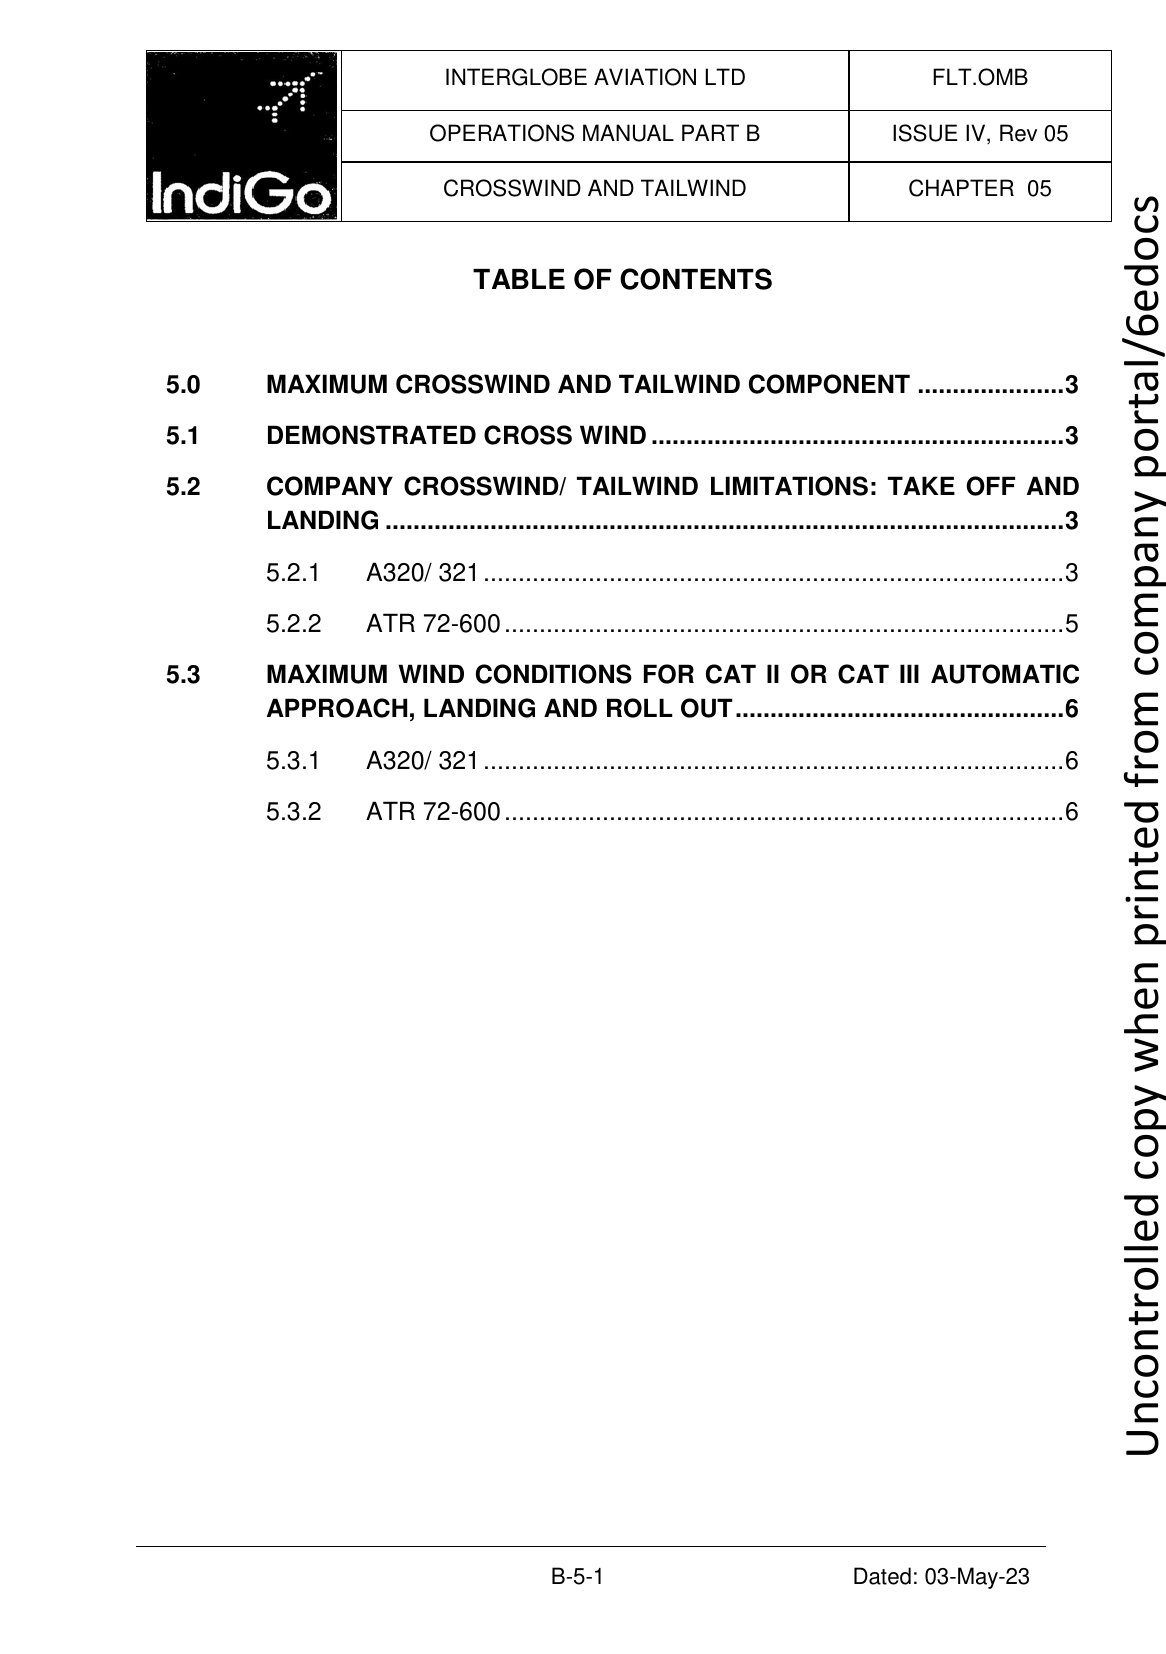 IndiGo
INTERGLOBE AVIATION LTD
FLT.OMB
OPERATIONS MANUAL PART B
ISSUE IV, Rev 05
CROSSWIND AND TAILWIND
CHAPTER 05
TABLE OF CONTENTS
5.0 MAXIMUM CROSSWIND AND TAILWIND COMPONENT .....................3
5.1 DEMONSTRATED CROSS WIND...........................................................3
5.2 COMPANY CROSSWIND/ TAILWIND LIMITATIONS: TAKE OFF AND
LANDING.................................................................................................3
5.2.1 A320/ 321...................................................................................3
5.2.2 ATR 72-600................................................................................5
5.3 MAXIMUM WIND CONDITIONS FOR CAT II OR CAT III AUTOMATIC
APPROACH, LANDING AND ROLL OUT...............................................6
5.3.1 A320/ 321...................................................................................6
5.3.2 ATR 72-600................................................................................6
B-5-1
Dated: 03-May-23
Uncontrolled copy when printed from company portal/6edocs